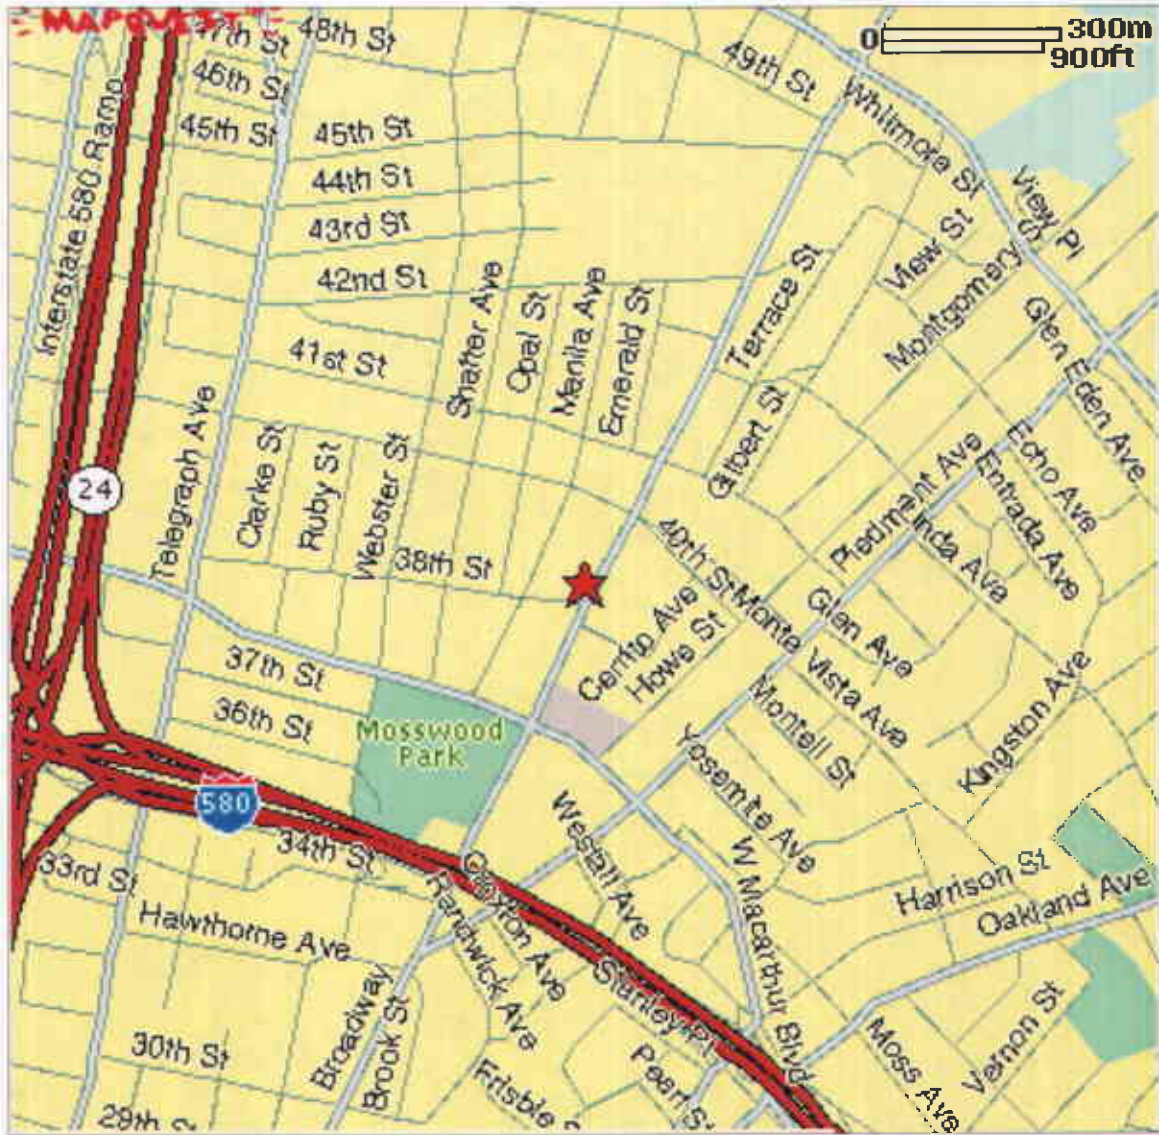 MAPQUEST
47th St
48th St
0
300m
900ft
46th St
49th St
45th St
45th St
Whitmore St
44th St
43rd St
42nd St
41st St
Interstate 580 Ramp
View Pl
View St
Montgomery St
Terrace St
Gilbert St
Glen Eden Ave
Echo Ave
Entrada Ave
Piedmont Ave
Linda Ave
Shafter Ave
Opal St
Manila Ave
Emerald St
24
Telegraph Ave
Clarke St
Ruby St
Webster St
38th St
40th St
Monte Vista Ave
Glen Ave
Cerrito Ave
Howe St
37th St
36th St
Mosswood
Park
Montell St
Yosemite Ave
Kingston Ave
580
34th St
33rd St
Hawthorne Ave
Westall Ave
W Macarthur Blvd
Harrison St
Oakland Ave
Croxton Ave
Randwick Ave
Stanley Pl
Broadway
Brook St
30th St
29th St
Frisbie
Pearl St
Moss Ave
Vernon St